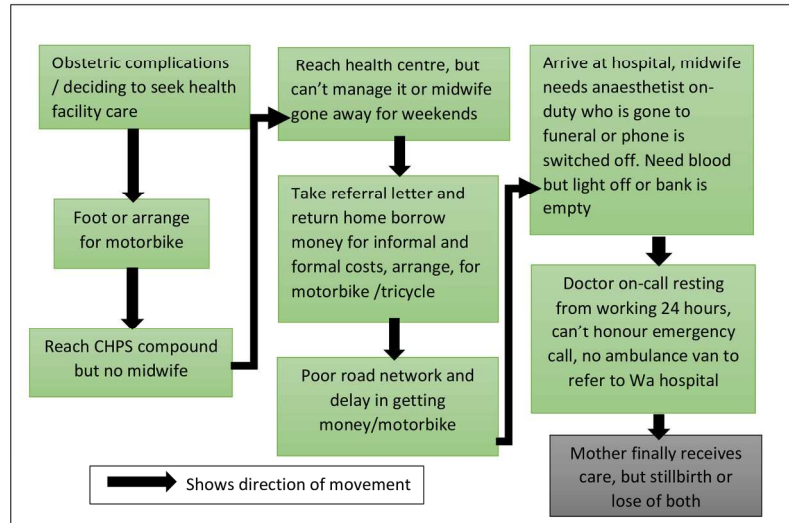 Obstetric complications
/ deciding to seek health
facility care
Foot or arrange
for motorbike
Reach CHPS compound
but no midwife
Reach health centre, but
can't manage it or midwife
gone away for weekends
Take referral letter and
return home borrow
money for informal and
formal costs, arrange, for
motorbike /tricycle
Poor road network and
delay in getting
money/motorbike
Arrive at hospital, midwife
needs anaesthetist on-
duty who is gone to
funeral or phone is
switched off. Need blood
but light off or bank is
empty
Doctor on-call resting
from working 24 hours,
can't honour emergency
call, no ambulance van to
refer to Wa hospital
Mother finally receives
care, but stillbirth or
lose of both
Shows direction of movement